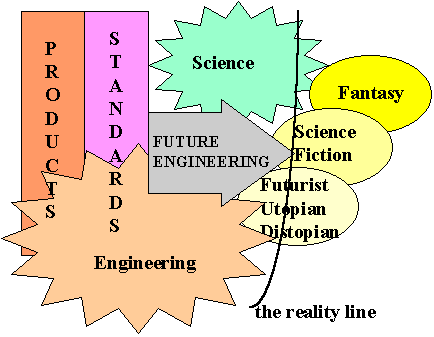 PRODUCTS
STANDARDS
Science
Fantasy
FUTURE
ENGINEERING
Science
Fiction
Futurist
Utopian
Distopian
Engineering
the reality line